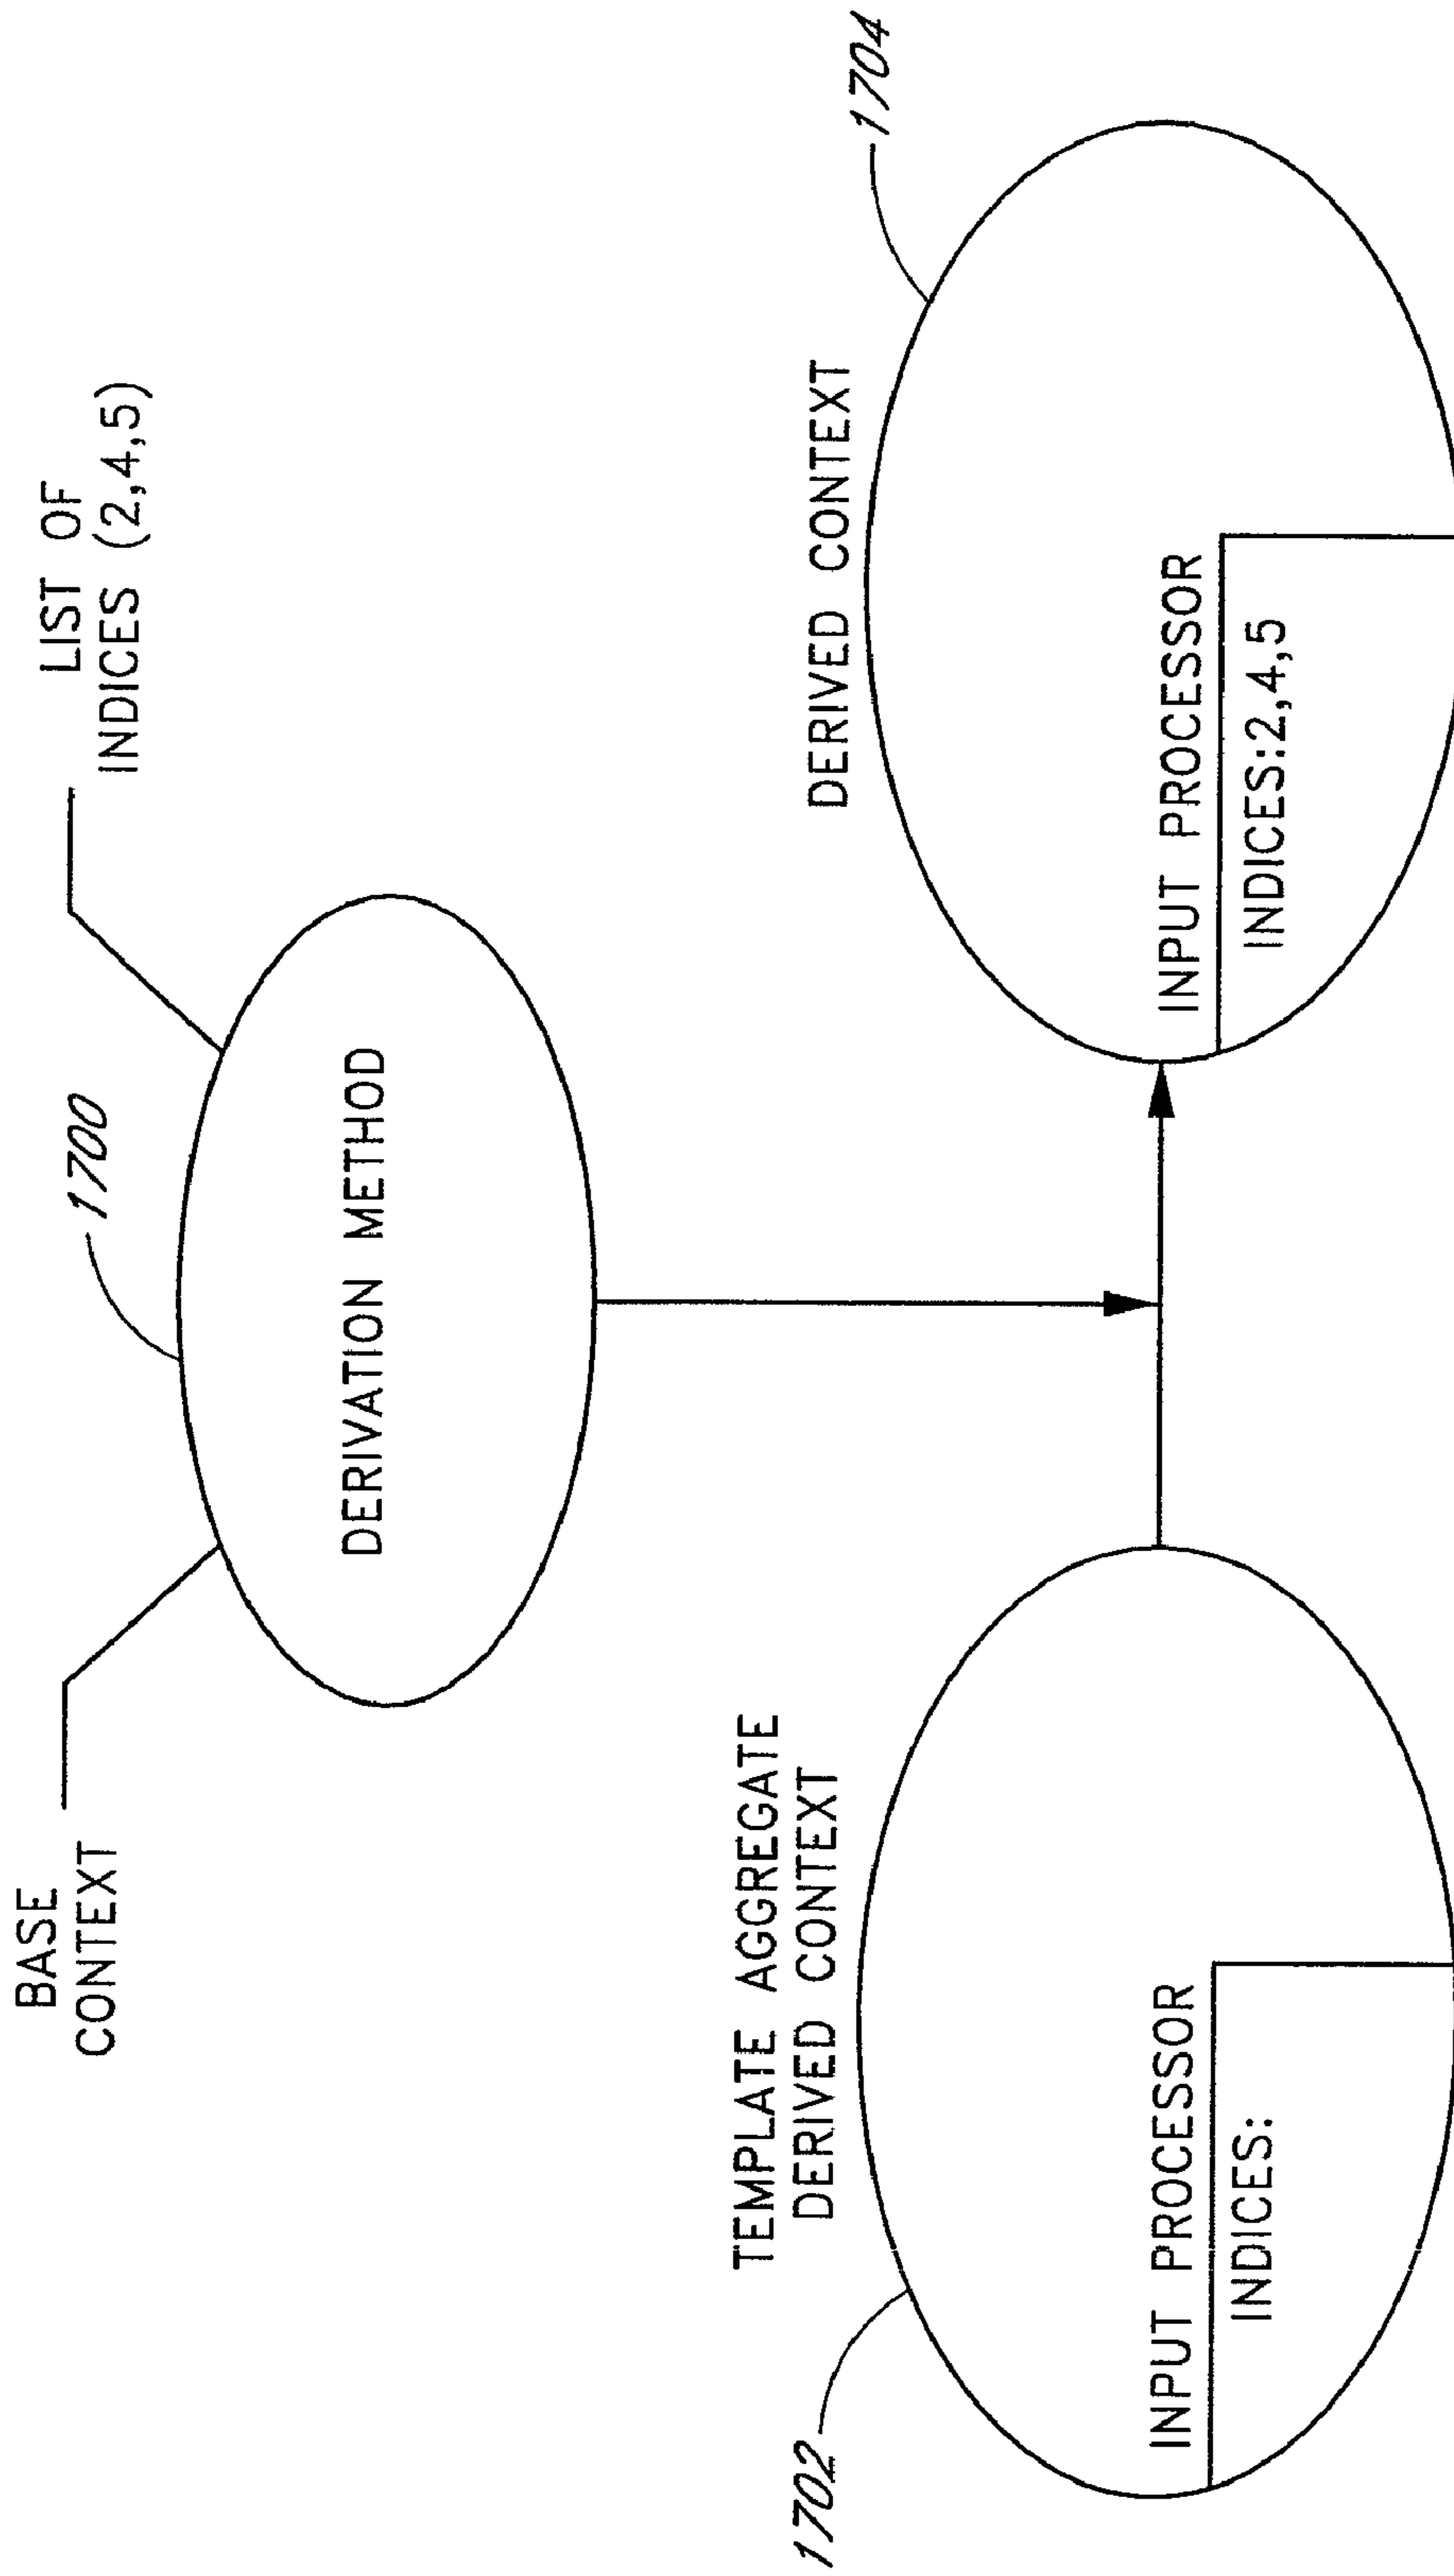 BASE
CONTEXT
1700
LIST OF
INDICES (2,4,5)
DERIVATION METHOD
TEMPLATE AGGREGATE
DERIVED CONTEXT
1702
INPUT PROCESSOR
INDICES:
DERIVED CONTEXT
1704
INPUT PROCESSOR
INDICES:2,4,5